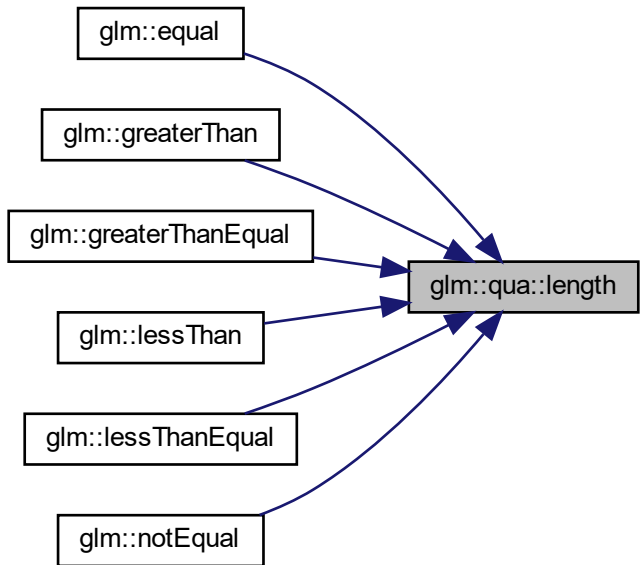 glm::equal
glm::greaterThan
glm::greaterThanEqual
glm::qua::length
glm::lessThan
glm::lessThanEqual
glm::notEqual